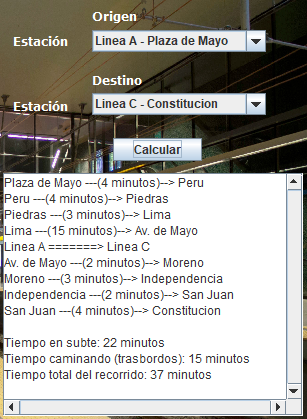 Origen
Estación
Linea A - Plaza de Mayo
Destino
Estación
Linea C - Constitucion
Calcular
Plaza de Mayo ---(4 minutos)--> Peru
Peru ---(4 minutos)--> Piedras
Piedras ---(3 minutos)--> Lima
Lima ---(15 minutos)--> Av. de Mayo
Linea A =======> Linea C
Av. de Mayo ---(2 minutos)--> Moreno
Moreno ---(3 minutos)--> Independencia
Independencia ---(2 minutos)--> San Juan
San Juan ---(4 minutos)--> Constitucion
Tiempo en subte: 22 minutos
Tiempo caminando (trasbordos): 15 minutos
Tiempo total del recorrido: 37 minutos